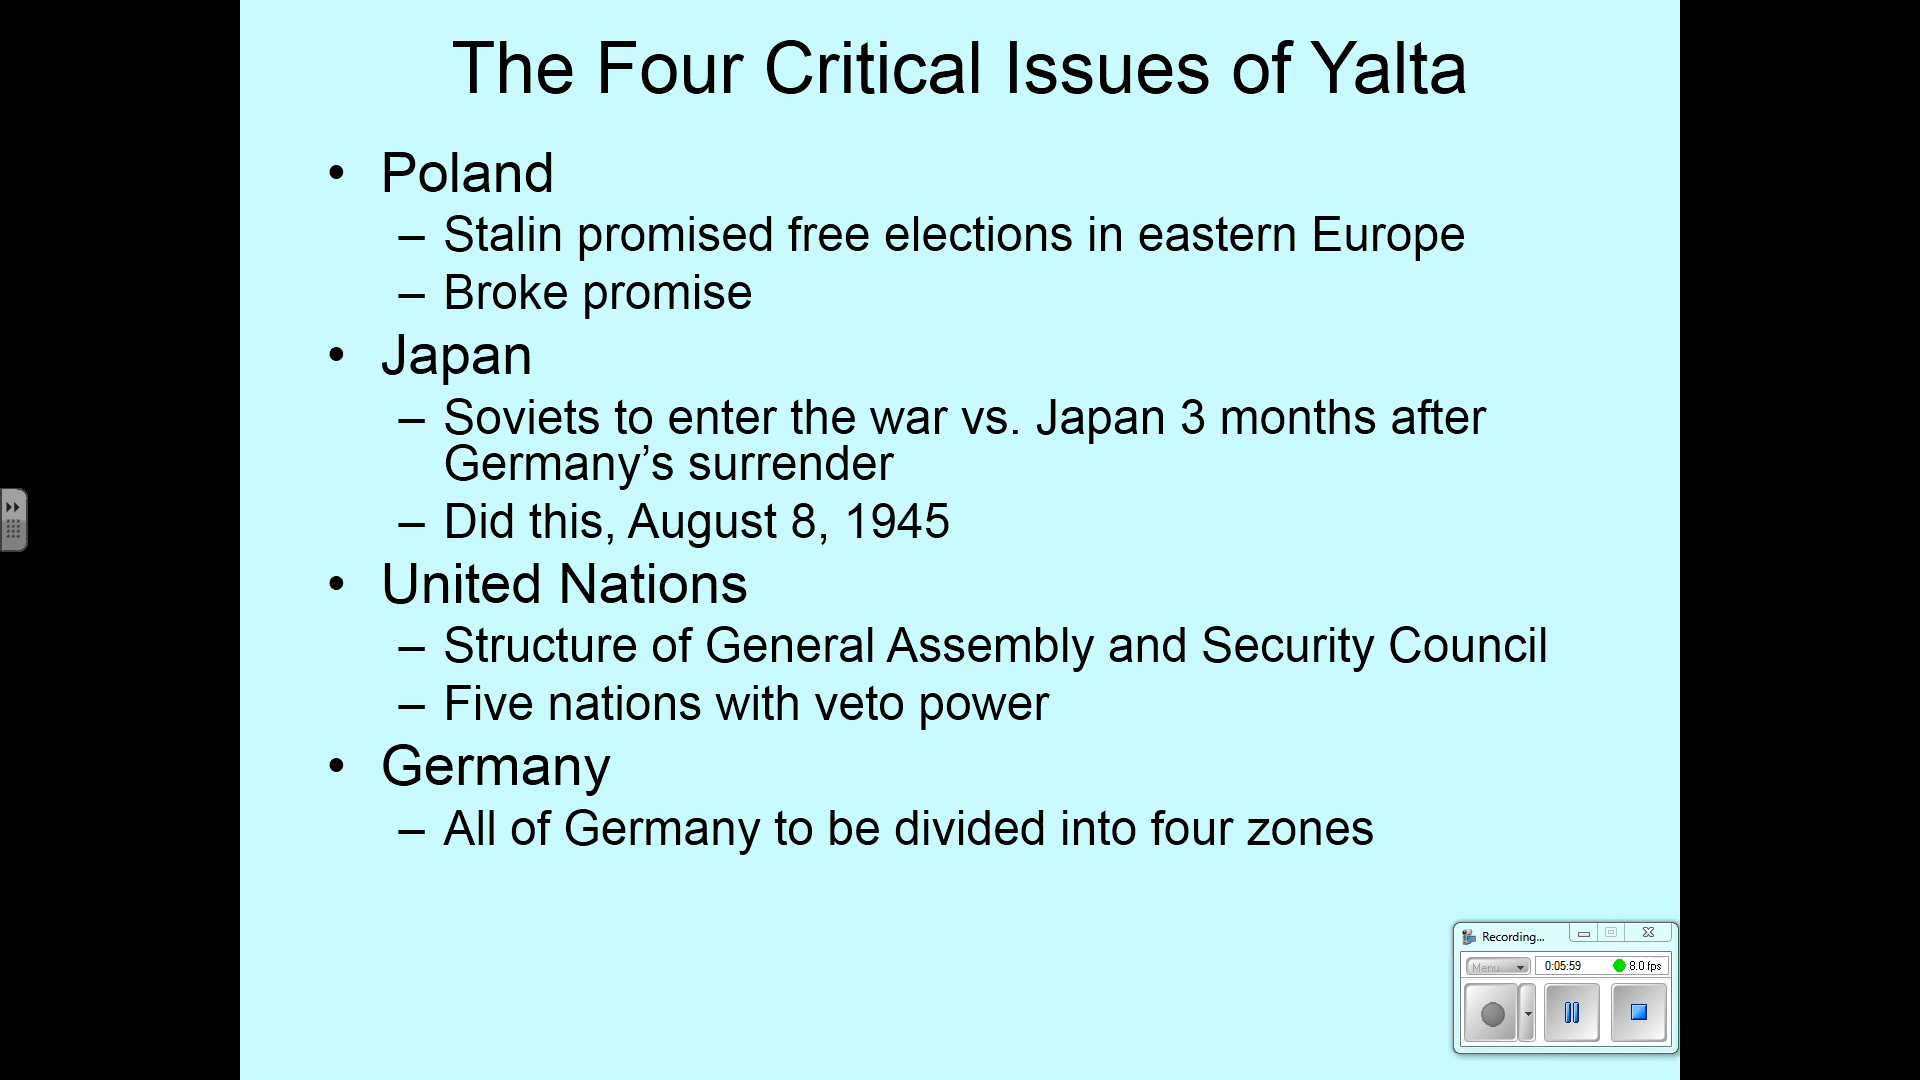 The Four Critical Issues of Yalta
• Poland
– Stalin promised free elections in eastern Europe
– Broke promise
• Japan
– Soviets to enter the war vs. Japan 3 months after
Germany’s surrender
– Did this, August 8, 1945
• United Nations
– Structure of General Assembly and Security Council
– Five nations with veto power
• Germany
– All of Germany to be divided into four zones
Recording...
Menu 0:05:59 8.0 fps